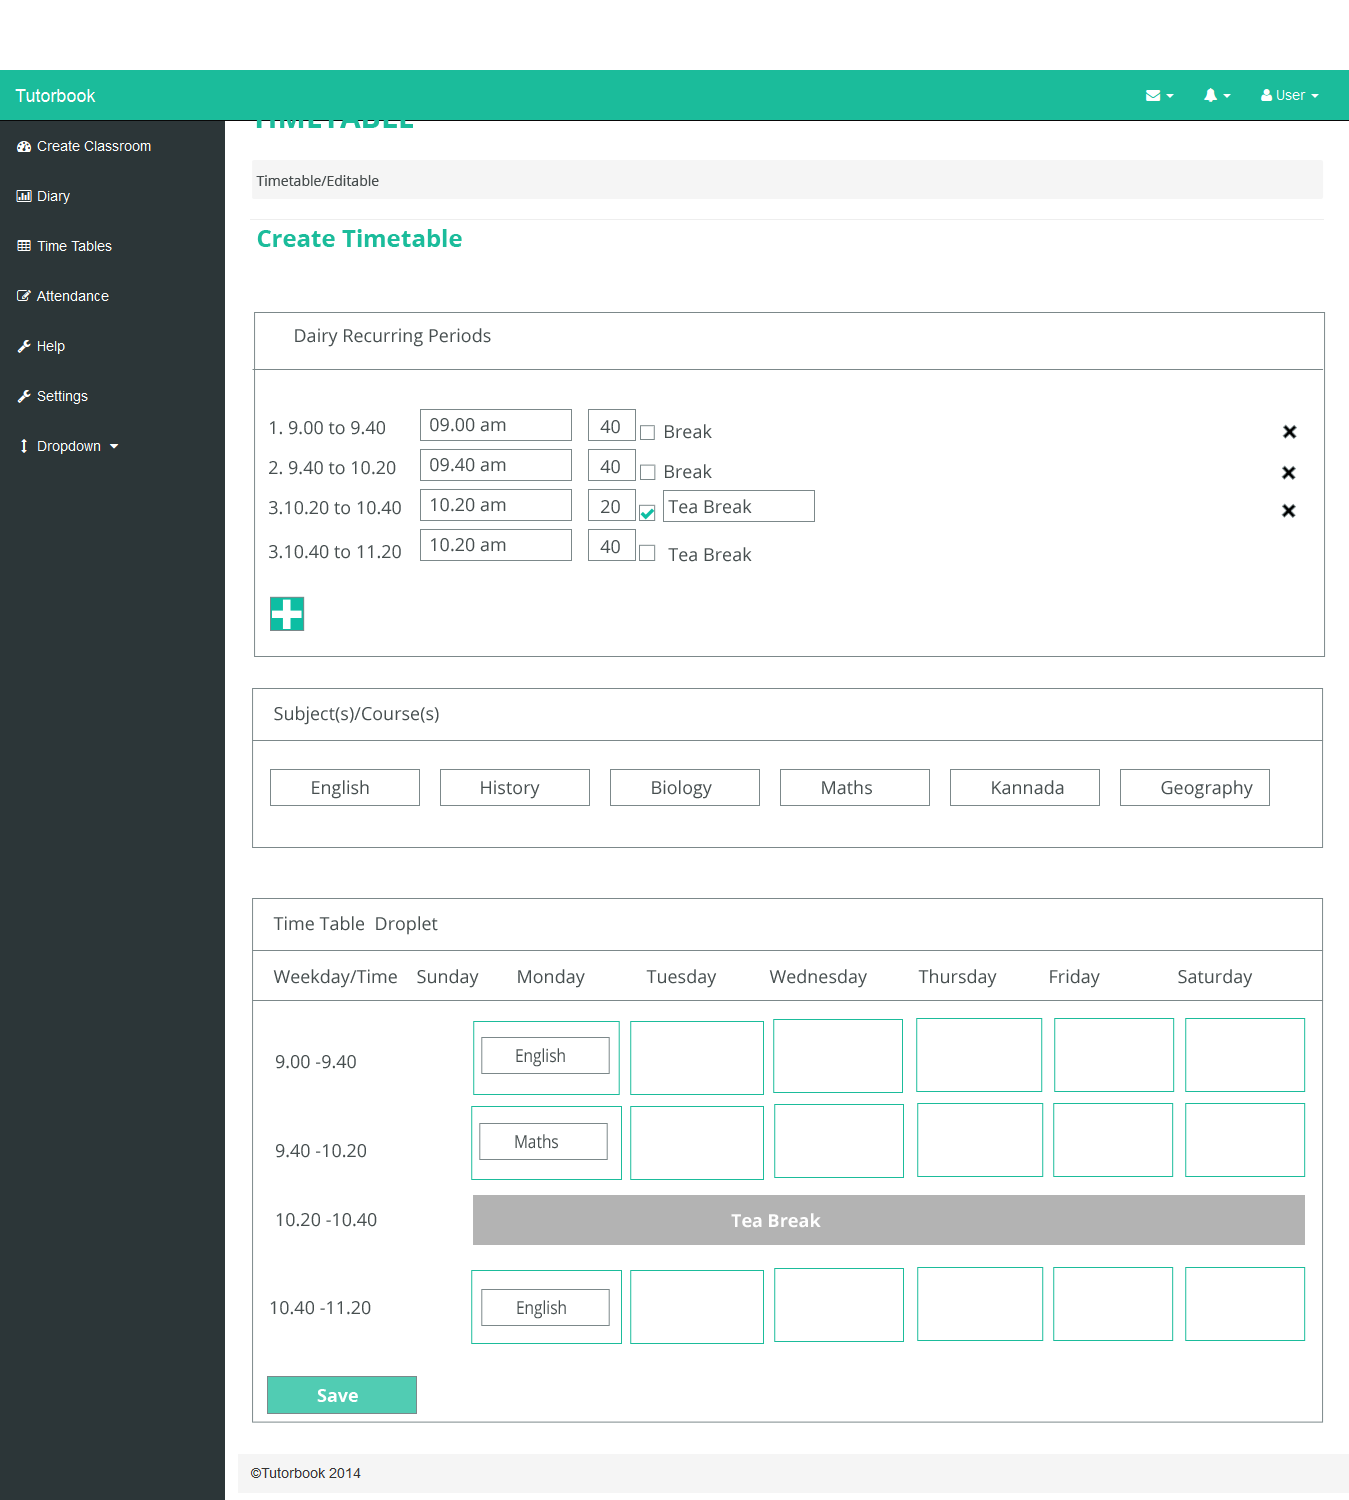 Tutorbook User
TIMETABLE
Create Classroom
Diary
Time Tables
Attendance
Help
Settings
Dropdown
Timetable/Editable
Create Timetable
Dairy Recurring Periods
1. 9.00 to 9.40 09.00 am 40 Break
2. 9.40 to 10.20 09.40 am 40 Break
3.10.20 to 10.40 10.20 am 20 Tea Break
3.10.40 to 11.20 10.20 am 40 Tea Break
Subject(s)/Course(s)
English History Biology Maths Kannada Geography
Time Table Droplet
Weekday/Time Sunday Monday Tuesday Wednesday Thursday Friday Saturday
9.00 -9.40 English
9.40 -10.20 Maths
10.20 -10.40 Tea Break
10.40 -11.20 English
Save
©Tutorbook 2014